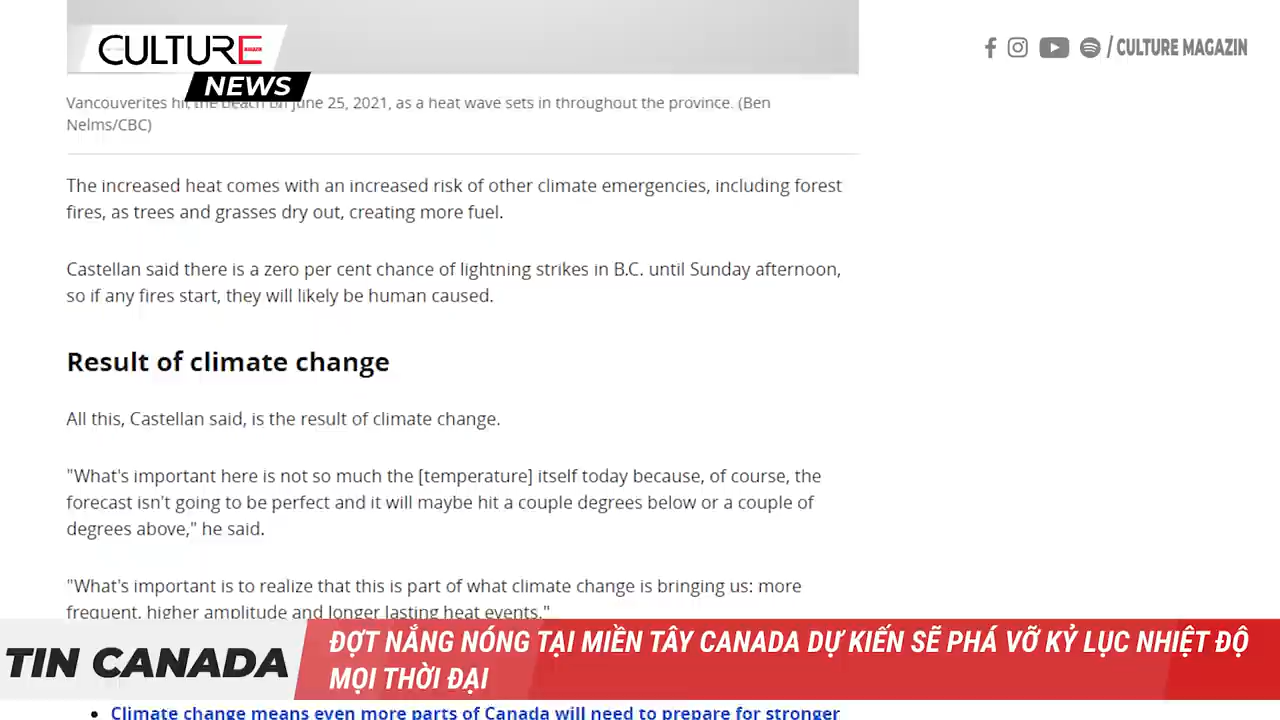 CULTURE
NEWS
/ CULTURE MAGAZIN
Vancouverites hit the beach on June 25, 2021, as a heat wave sets in throughout the province. (Ben
Nelms/CBC)
The increased heat comes with an increased risk of other climate emergencies, including forest
fires, as trees and grasses dry out, creating more fuel.
Castellan said there is a zero per cent chance of lightning strikes in B.C. until Sunday afternoon,
so if any fires start, they will likely be human caused.
Result of climate change
All this, Castellan said, is the result of climate change.
"What's important here is not so much the [temperature] itself today because, of course, the
forecast isn't going to be perfect and it will maybe hit a couple degrees below or a couple of
degrees above," he said.
"What's important is to realize that this is part of what climate change is bringing us: more
frequent, higher amplitude and longer lasting heat events."
TIN CANADA
ĐỢT NẮNG NÓNG TẠI MIỀN TÂY CANADA DỰ KIẾN SẼ PHÁ VỠ KỶ LỤC NHIỆT ĐỘ
MỌI THỜI ĐẠI
• Climate change means even more parts of Canada will need to prepare for stronger